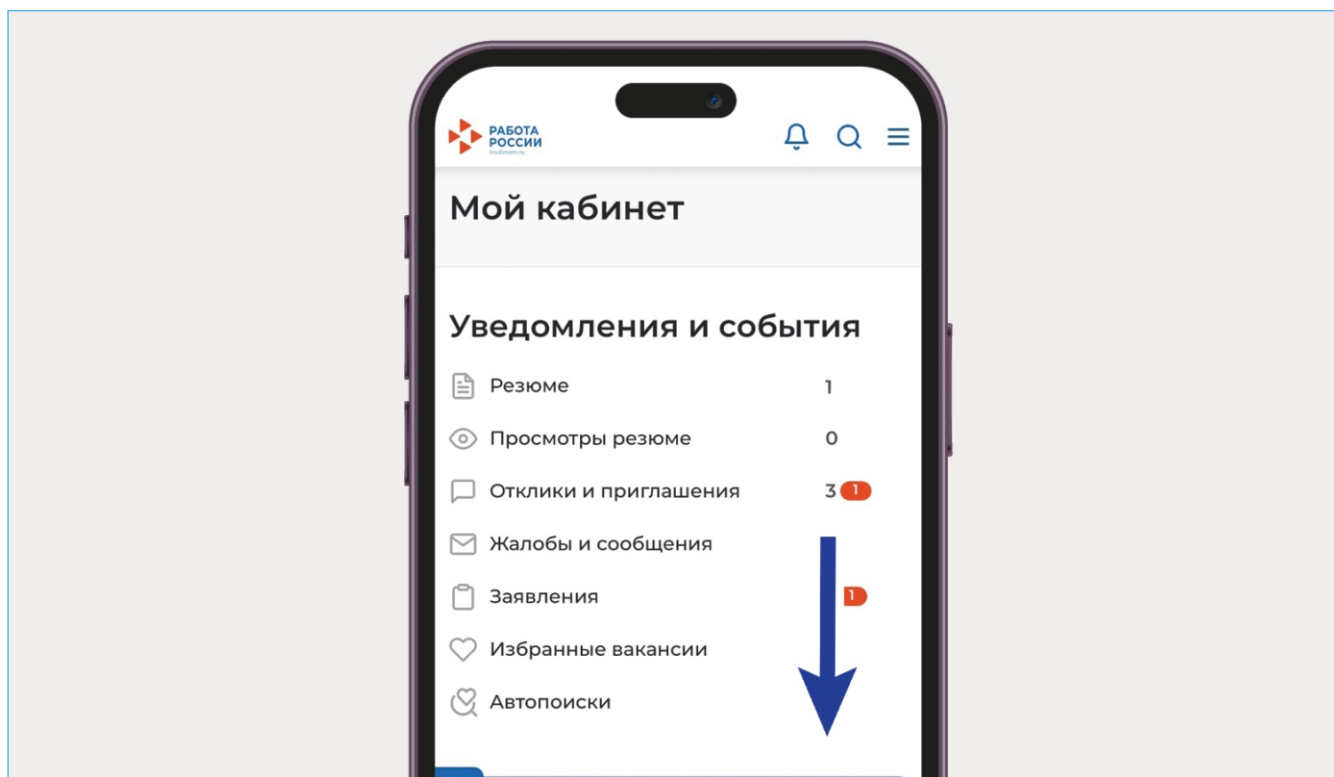 РАБОТА
РОССИИ
Мой кабинет
Уведомления и события
Резюме 1
Просмотры резюме 0
Отклики и приглашения 3 1
Жалобы и сообщения
Заявления 1
Избранные вакансии
Автопоиски